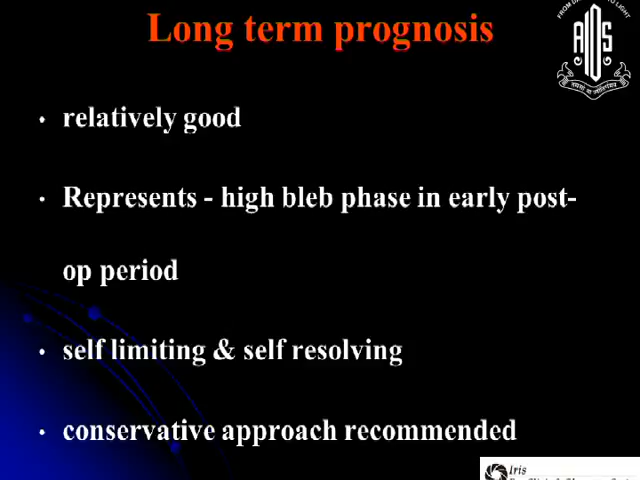 Long term prognosis
• relatively good
• Represents - high bleb phase in early post-
op period
• self limiting & self resolving
• conservative approach recommended
Iris